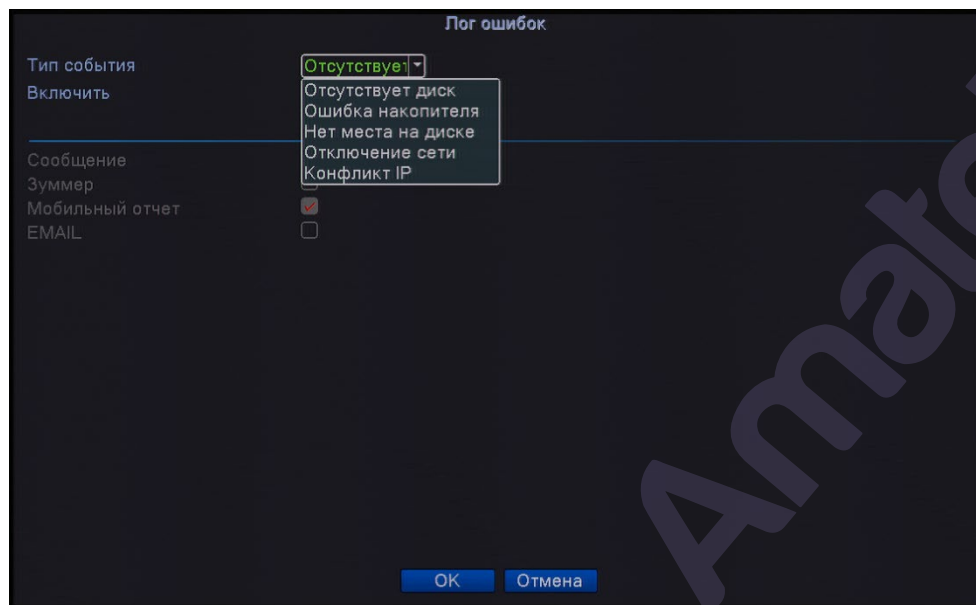 Лог ошибок
Тип события Отсутствует
Включить
Отсутствует диск
Ошибка накопителя
Нет места на диске
Отключение сети
Конфликт IP
Сообщение
Зуммер
Мобильный отчет
EMAIL
OK Отмена